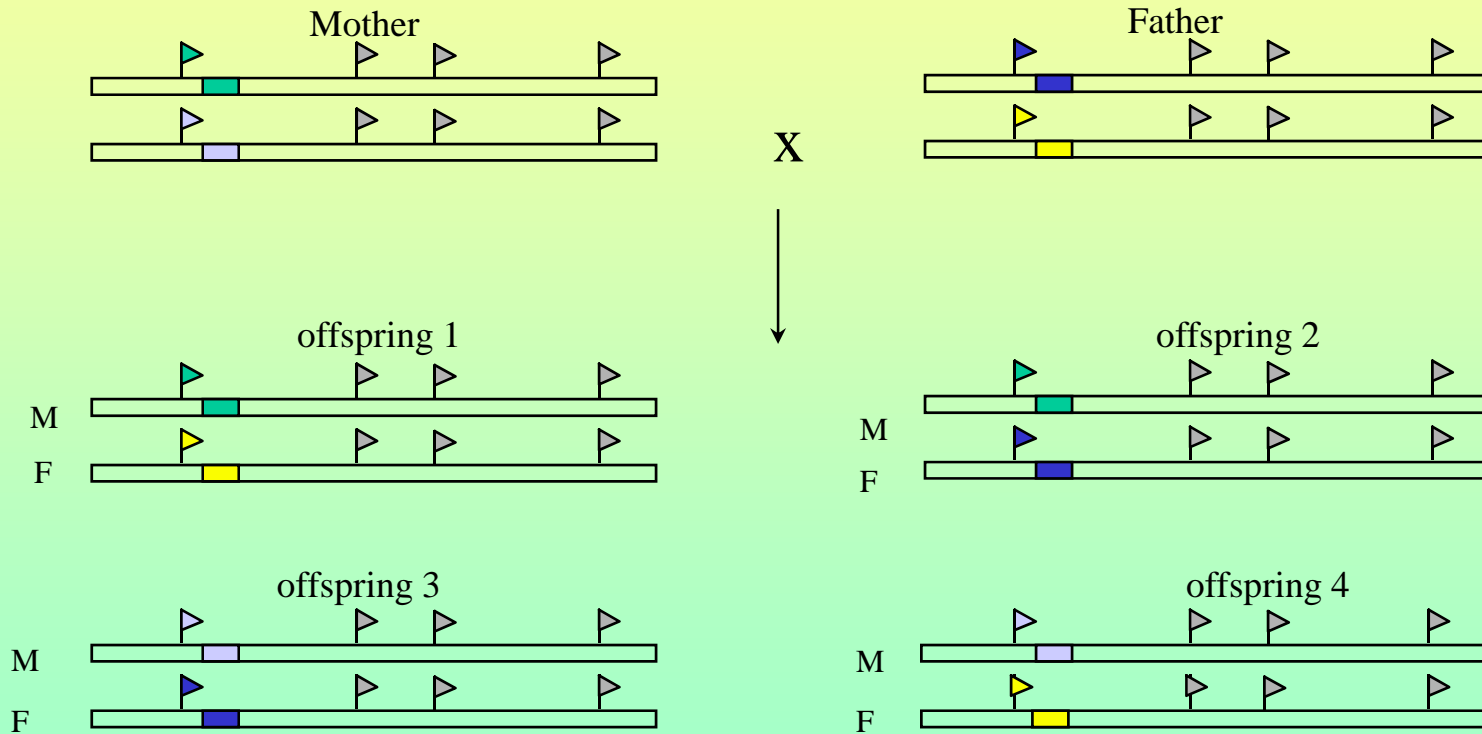 Mother
Father
x
offspring 1
offspring 2
M
F
M
F
offspring 3
offspring 4
M
F
M
F